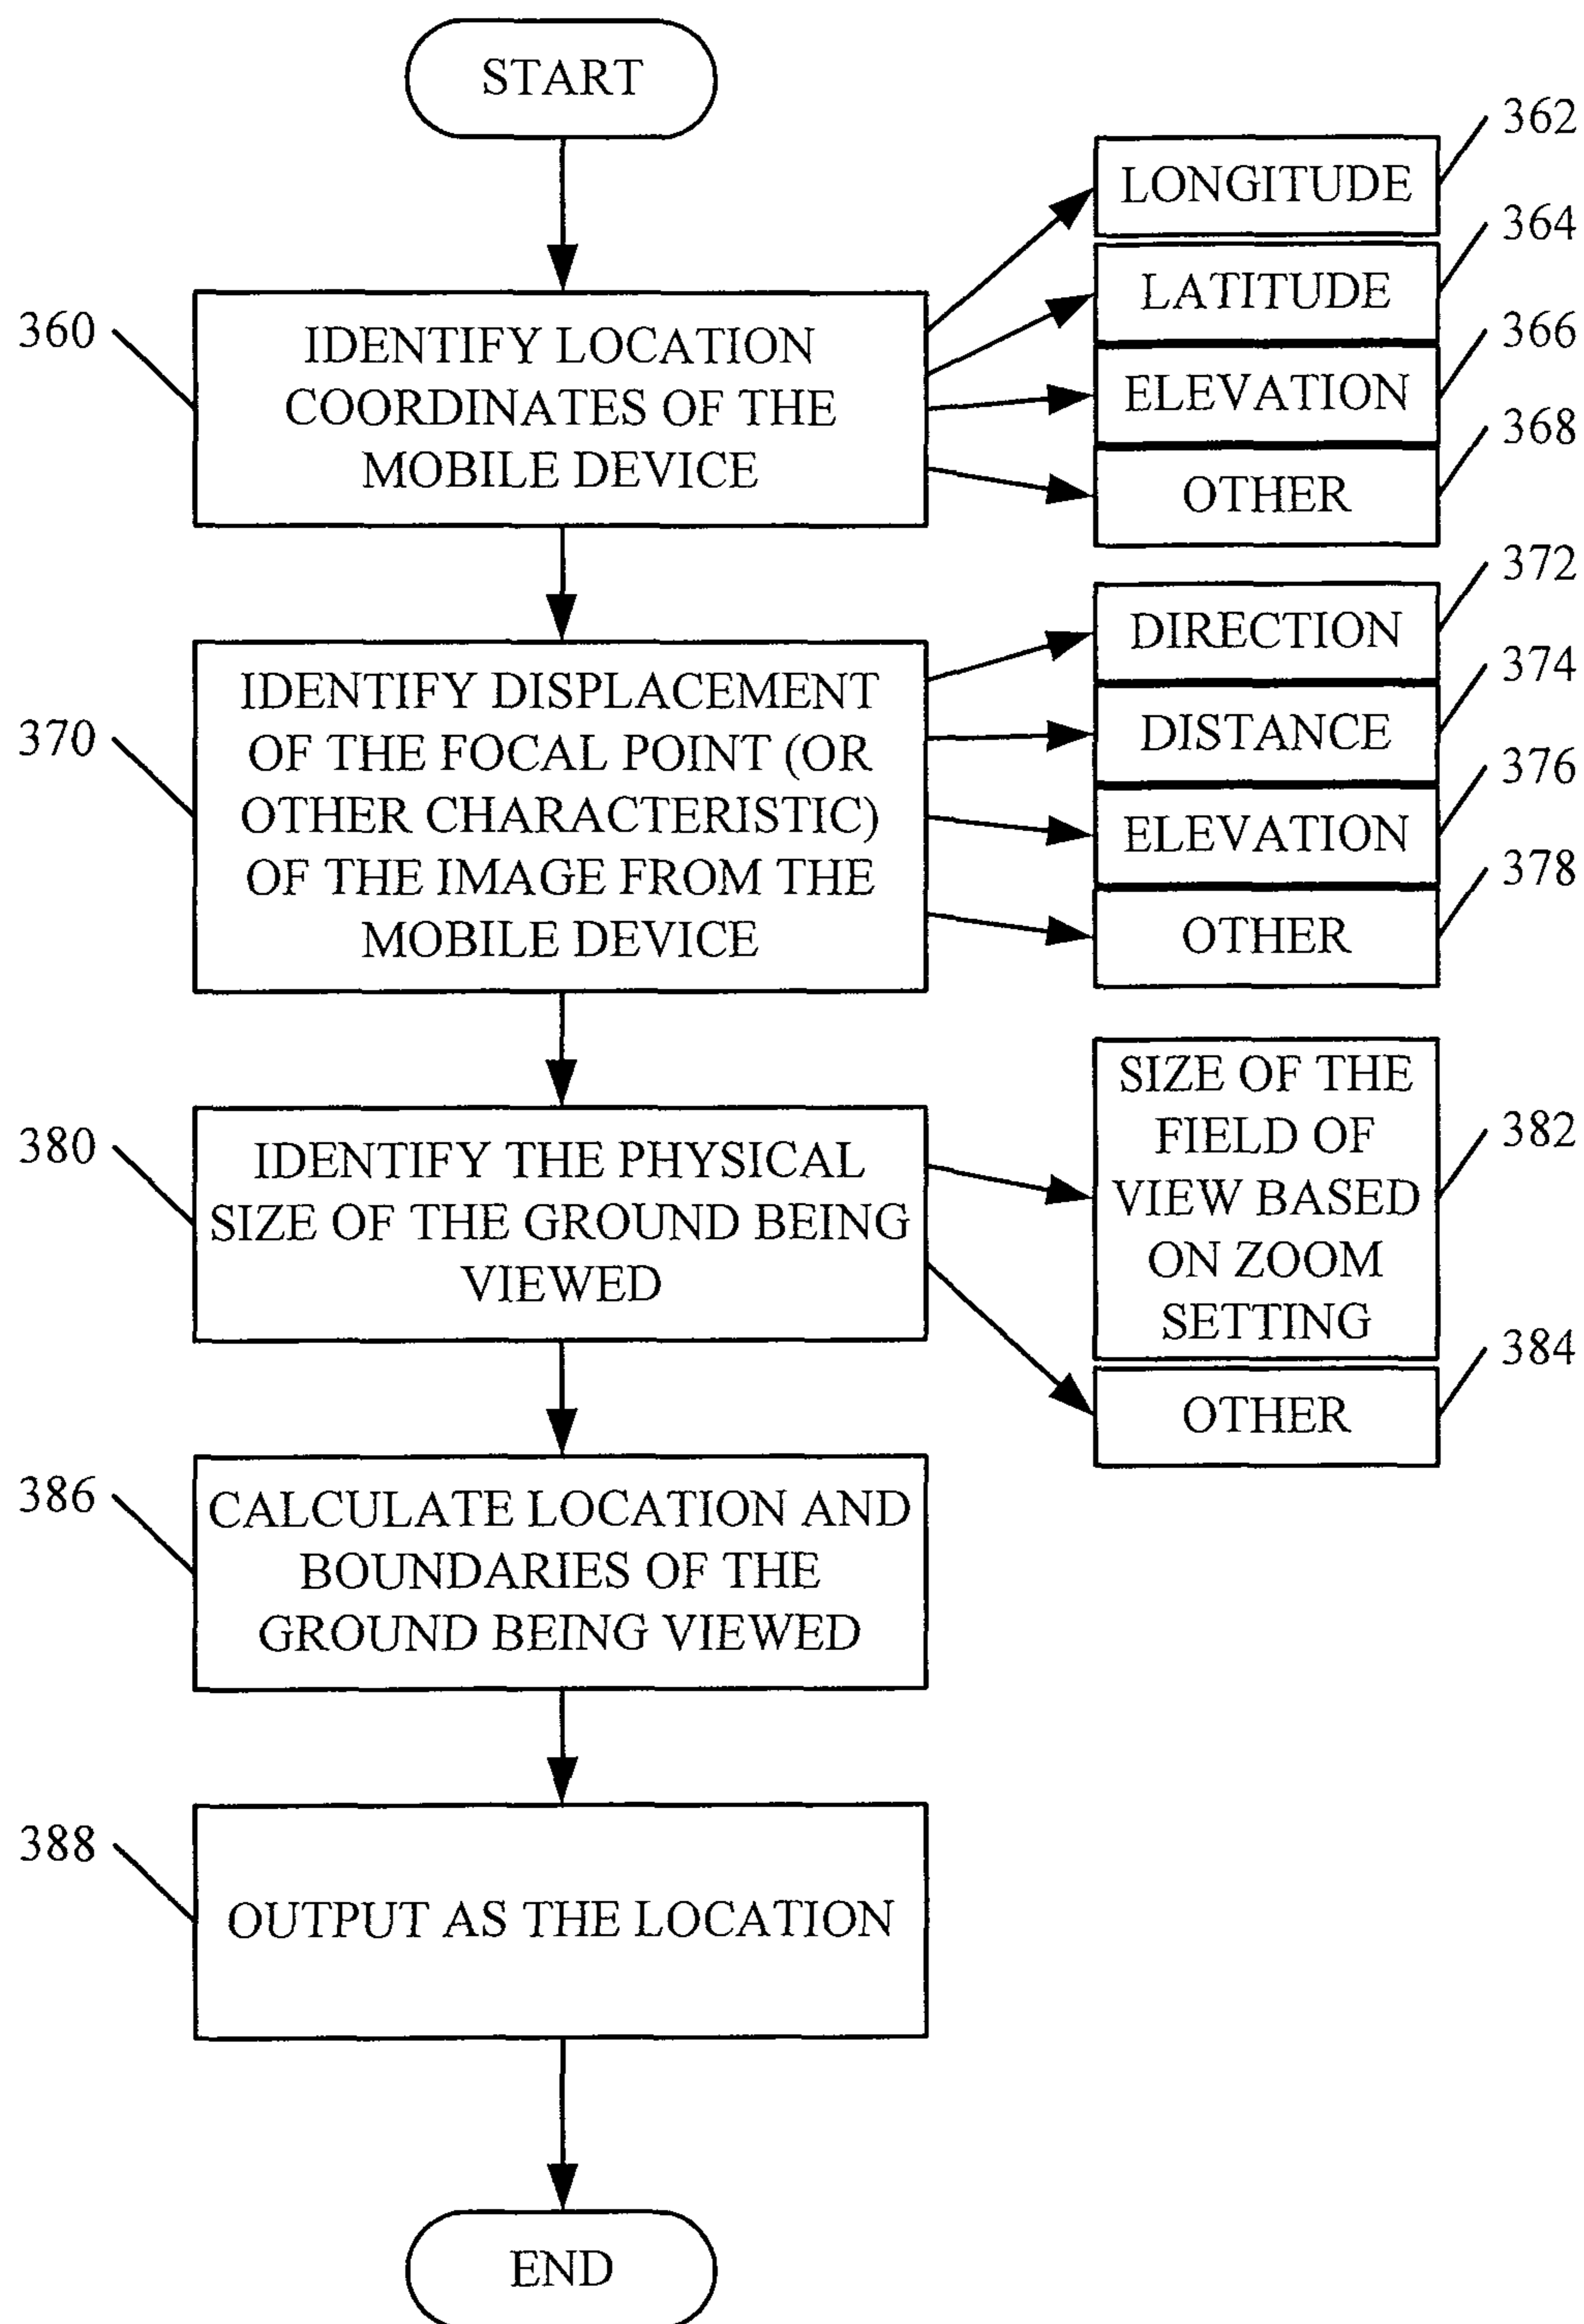 START
362
LONGITUDE
364
LATITUDE
360
IDENTIFY LOCATION
COORDINATES OF THE
MOBILE DEVICE
366
ELEVATION
368
OTHER
372
DIRECTION
370
IDENTIFY DISPLACEMENT
OF THE FOCAL POINT (OR
OTHER CHARACTERISTIC)
OF THE IMAGE FROM THE
MOBILE DEVICE
374
DISTANCE
376
ELEVATION
378
OTHER
380
IDENTIFY THE PHYSICAL
SIZE OF THE GROUND BEING
VIEWED
SIZE OF THE
FIELD OF
VIEW BASED
ON ZOOM
SETTING
382
384
OTHER
386
CALCULATE LOCATION AND
BOUNDARIES OF THE
GROUND BEING VIEWED
388
OUTPUT AS THE LOCATION
END